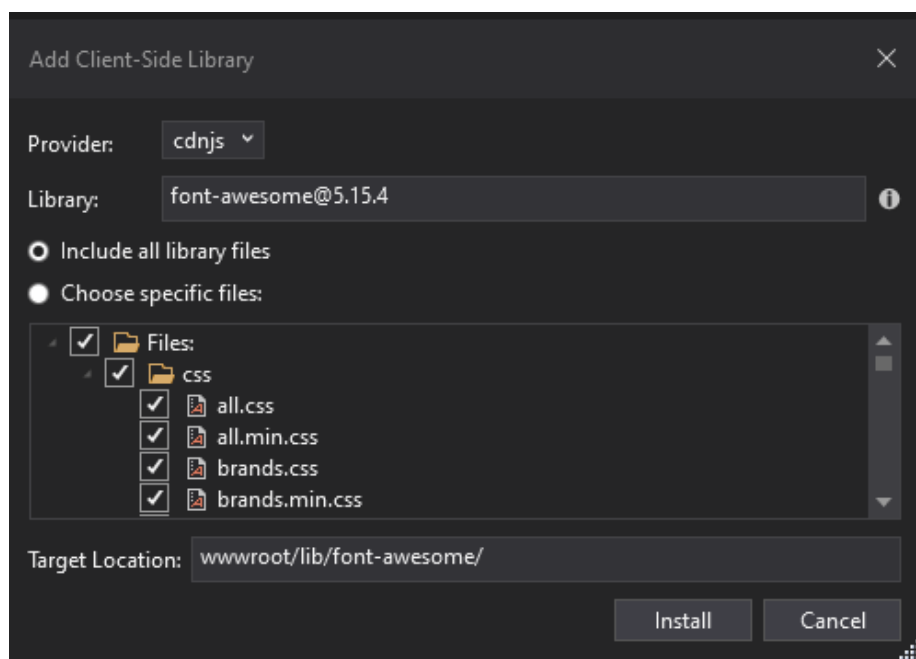 Add Client-Side Library
Provider: cdnjs
Library: font-awesome@5.15.4
Include all library files
Choose specific files:
Files:
css
all.css
all.min.css
brands.css
brands.min.css
Target Location: wwwroot/lib/font-awesome/
Install Cancel